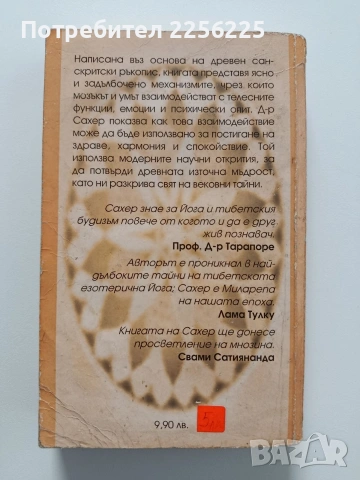 Потребител 2256225
Написана въз основа на древен сан-
скритски ръкопис, книгата представя ясно
и задълбочено механизмите, чрез които
мозъкът и умът взаимодействат с телесните
функции, емоции и психически опит. Д-р
Сахер показва как това взаимодействие
може да бъде използвано за постигане на
здраве, хармония и спокойствие. Той
използва модерните научни открития, за
да потвърди древната източна мъдрост,
като ни разкрива свят на вековни тайни.
Сахер знае за Йога и тибетския
будизъм повече от когото и да е друг
жив познавач.
Проф. Д-р Тарапоре
Авторът е проникнал в най-
дълбоките тайни на тибетската
езотерична Йога; Сахер е Миларепа
на нашата епоха.
Лама Тулку
Книгата на Сахер ще донесе
просветление на мнозина.
Свами Сатиянанда
9,90 лв.
5,-
BAZAR
bg